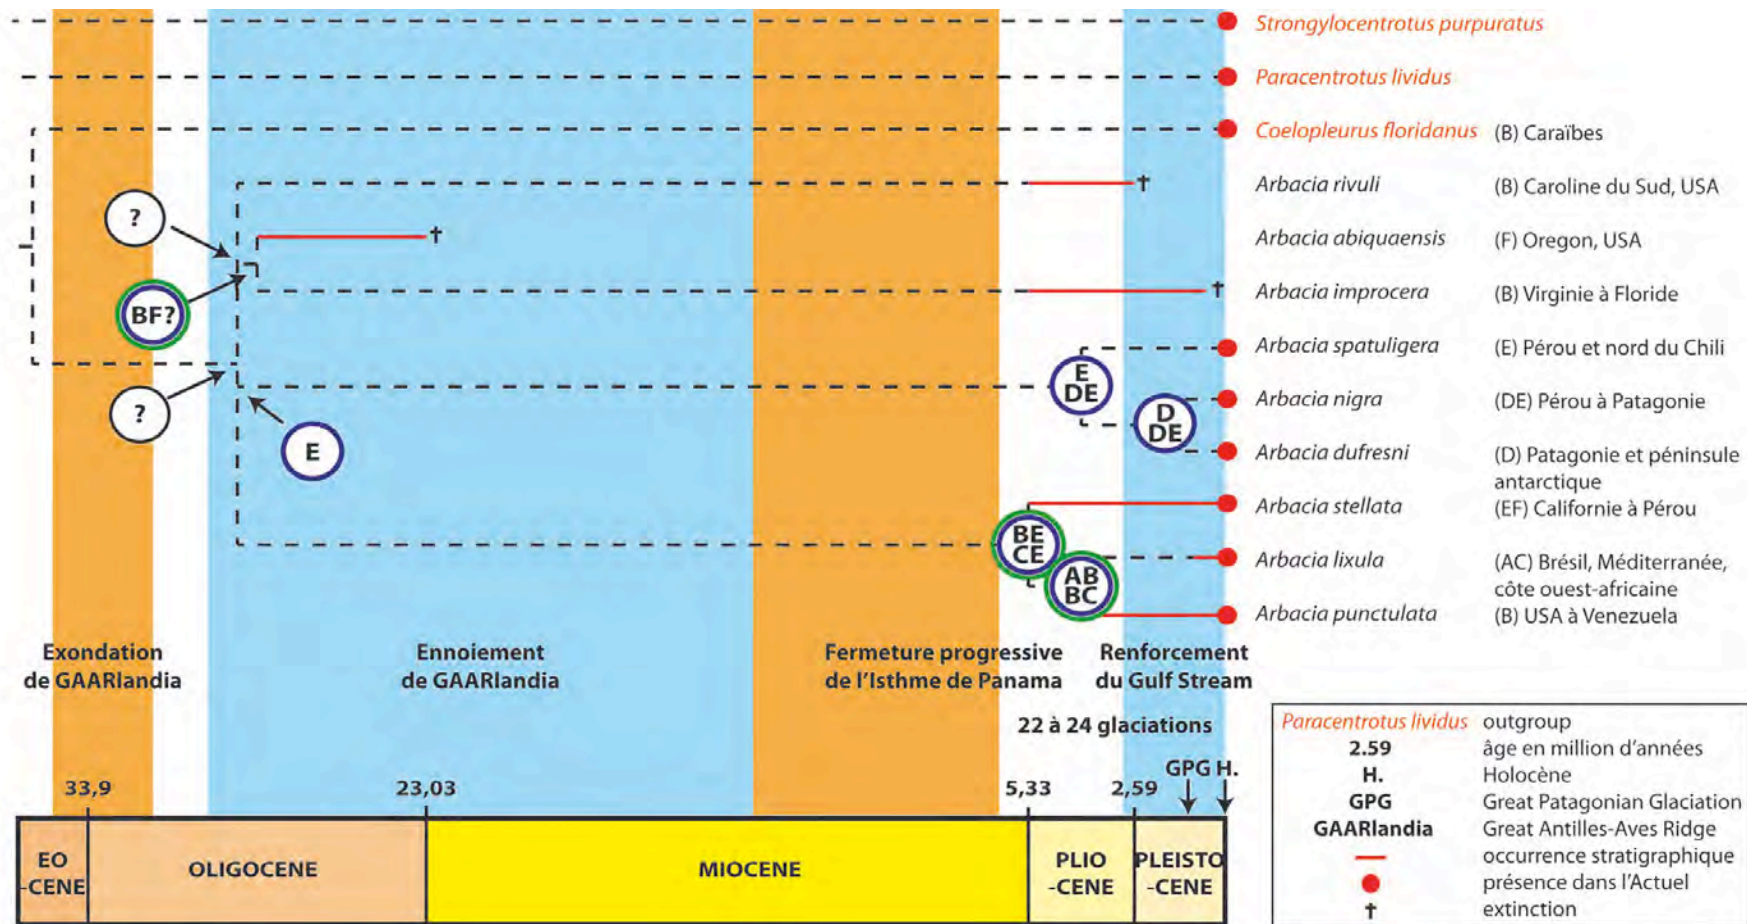 Strongylocentrotus purpuratus
Paracentrotus lividus
Coelopleurus floridanus (B) Caraïbes
Arbacia rivuli (B) Caroline du Sud, USA
†
?
Arbacia abiquaensis (F) Oregon, USA
†
BF?
Arbacia improcera (B) Virginie à Floride
†
Arbacia spatuligera (E) Pérou et nord du Chili
E
DE
?
Arbacia nigra (DE) Pérou à Patagonie
D
DE
E
Arbacia dufresni (D) Patagonie et péninsule
antarctique
Arbacia stellata (EF) Californie à Pérou
BE
CE
Arbacia lixula (AC) Brésil, Méditerranée,
côte ouest-africaine
AB
BC
Arbacia punctulata (B) USA à Venezuela
Exondation
de GAARlandia
Ennoiement
de GAARlandia
Fermeture progressive
de l'Isthme de Panama
Renforcement
du Gulf Stream
22 à 24 glaciations
GPG H.
33,9 23,03 5,33 2,59
EO
-CENE
OLIGOCENE
MIOCENE
PLIO
-CENE
PLEISTO
-CENE
Paracentrotus lividus outgroup
2.59 âge en million d'années
H. Holocène
GPG Great Patagonian Glaciation
GAARlandia Great Antilles-Aves Ridge
occurrence stratigraphique
présence dans l'Actuel
† extinction